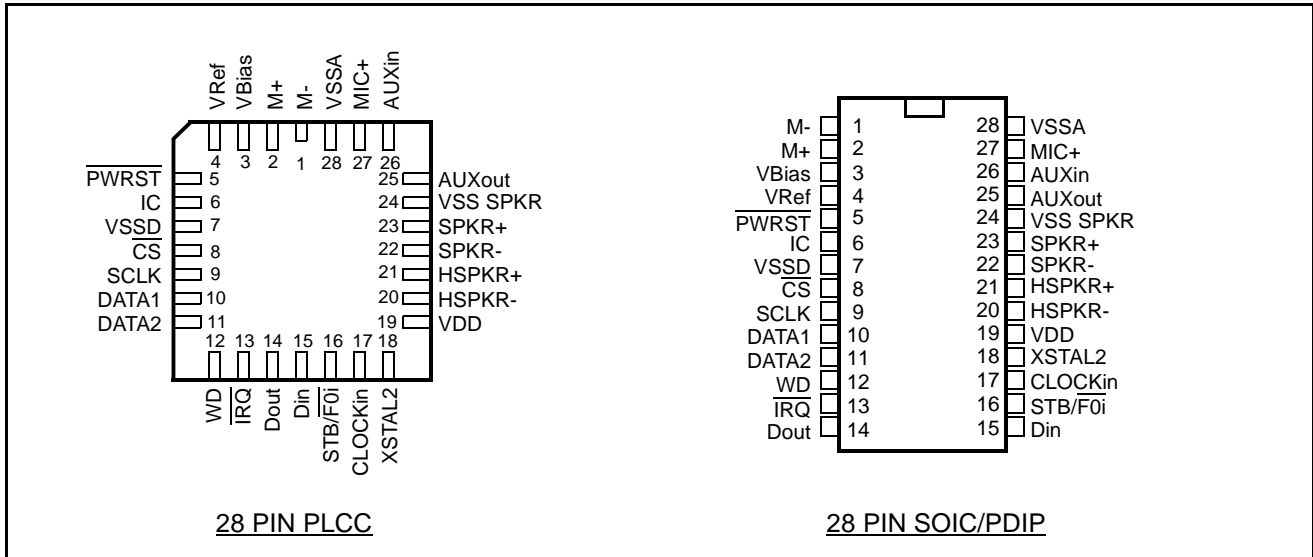 VRef
VBias
M+
M-
VSSA
MIC+
AUXin
4
3
2
1
28
27
26
PWRST 5
IC 6
VSSD 7
CS 8
SCLK 9
DATA1 10
DATA2 11
25 AUXout
24 VSS SPKR
23 SPKR+
22 SPKR-
21 HSPKR+
20 HSPKR-
19 VDD
12
13
14
15
16
17
18
WD
IRQ
Dout
Din
STB/F0i
CLOCKin
XSTAL2
28 PIN PLCC
M- 1
M+ 2
VBias 3
VRef 4
PWRST 5
IC 6
VSSD 7
CS 8
SCLK 9
DATA1 10
DATA2 11
WD 12
IRQ 13
Dout 14
28 VSSA
27 MIC+
26 AUXin
25 AUXout
24 VSS SPKR
23 SPKR+
22 SPKR-
21 HSPKR+
20 HSPKR-
19 VDD
18 XSTAL2
17 CLOCKin
16 STB/F0i
15 Din
28 PIN SOIC/PDIP